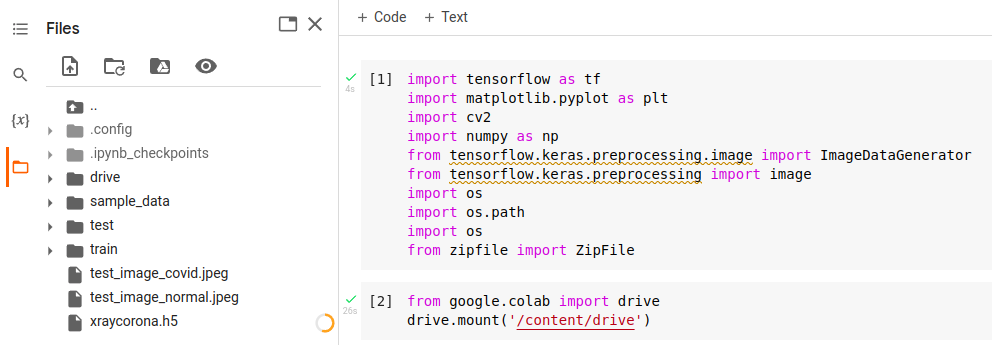 Files
{x}
..
.config
.ipynb_checkpoints
drive
sample_data
test
train
test_image_covid.jpeg
test_image_normal.jpeg
xraycorona.h5
+ Code + Text
4s
[1] import tensorflow as tf
import matplotlib.pyplot as plt
import cv2
import numpy as np
from tensorflow.keras.preprocessing.image import ImageDataGenerator
from tensorflow.keras.preprocessing import image
import os
import os.path
import os
from zipfile import ZipFile
26s
[2] from google.colab import drive
drive.mount('/content/drive')